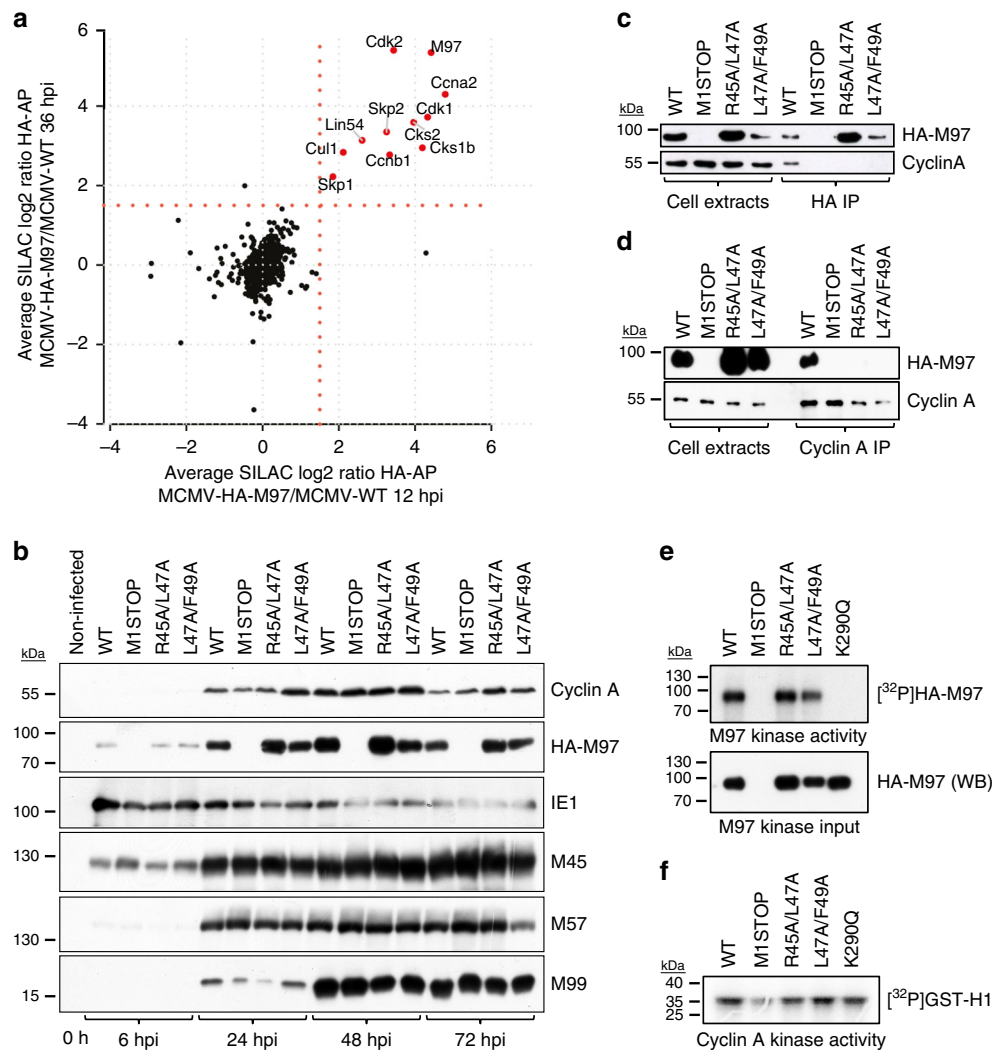 a
Average SILAC log2 ratio HA-AP
MCMV-HA-M97/MCMV-WT 36 hpi
6
4
2
0
−2
−4
Cdk2
M97
Ccna2
Skp2
Cdk1
Lin54
Cks2
Cul1
Ccnb1
Cks1b
Skp1
−4
−2
0
2
4
6
Average SILAC log2 ratio HA-AP
MCMV-HA-M97/MCMV-WT 12 hpi
b
Non-infected
WT
M1STOP
R45A/L47A
L47A/F49A
WT
M1STOP
R45A/L47A
L47A/F49A
WT
M1STOP
R45A/L47A
L47A/F49A
WT
M1STOP
R45A/L47A
L47A/F49A
kDa
55
Cyclin A
100
70
HA-M97
100
IE1
130
M45
130
M57
15
M99
0 h
6 hpi
24 hpi
48 hpi
72 hpi
c
WT
M1STOP
R45A/L47A
L47A/F49A
WT
M1STOP
R45A/L47A
L47A/F49A
kDa
100
HA-M97
55
CyclinA
Cell extracts
HA IP
d
WT
M1STOP
R45A/L47A
L47A/F49A
WT
M1STOP
R45A/L47A
L47A/F49A
kDa
100
HA-M97
55
Cyclin A
Cell extracts
Cyclin A IP
e
WT
M1STOP
R45A/L47A
L47A/F49A
K290Q
kDa
130
100
70
[32P]HA-M97
M97 kinase activity
130
100
70
HA-M97 (WB)
M97 kinase input
f
WT
M1STOP
R45A/L47A
L47A/F49A
K290Q
kDa
40
35
25
[32P]GST-H1
Cyclin A kinase activity